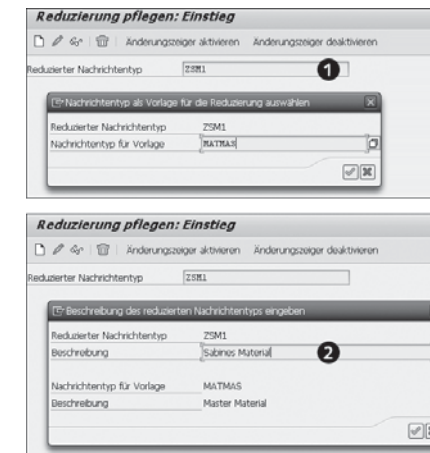 Reduzierung pflegen: Einstieg
Änderungszeiger aktivieren Änderungszeiger deaktivieren
Reduzierter Nachrichtentyp ZSM1 1
Nachrichtentyp als Vorlage für die Reduzierung auswählen
Reduzierter Nachrichtentyp ZSM1
Nachrichtentyp für Vorlage MATMAS
Reduzierung pflegen: Einstieg
Änderungszeiger aktivieren Änderungszeiger deaktivieren
Reduzierter Nachrichtentyp ZSM1
Beschreibung des reduzierten Nachrichtentyps eingeben
Reduzierter Nachrichtentyp ZSM1
Beschreibung Sabines Material 2
Nachrichtentyp für Vorlage MATMAS
Beschreibung Master Material